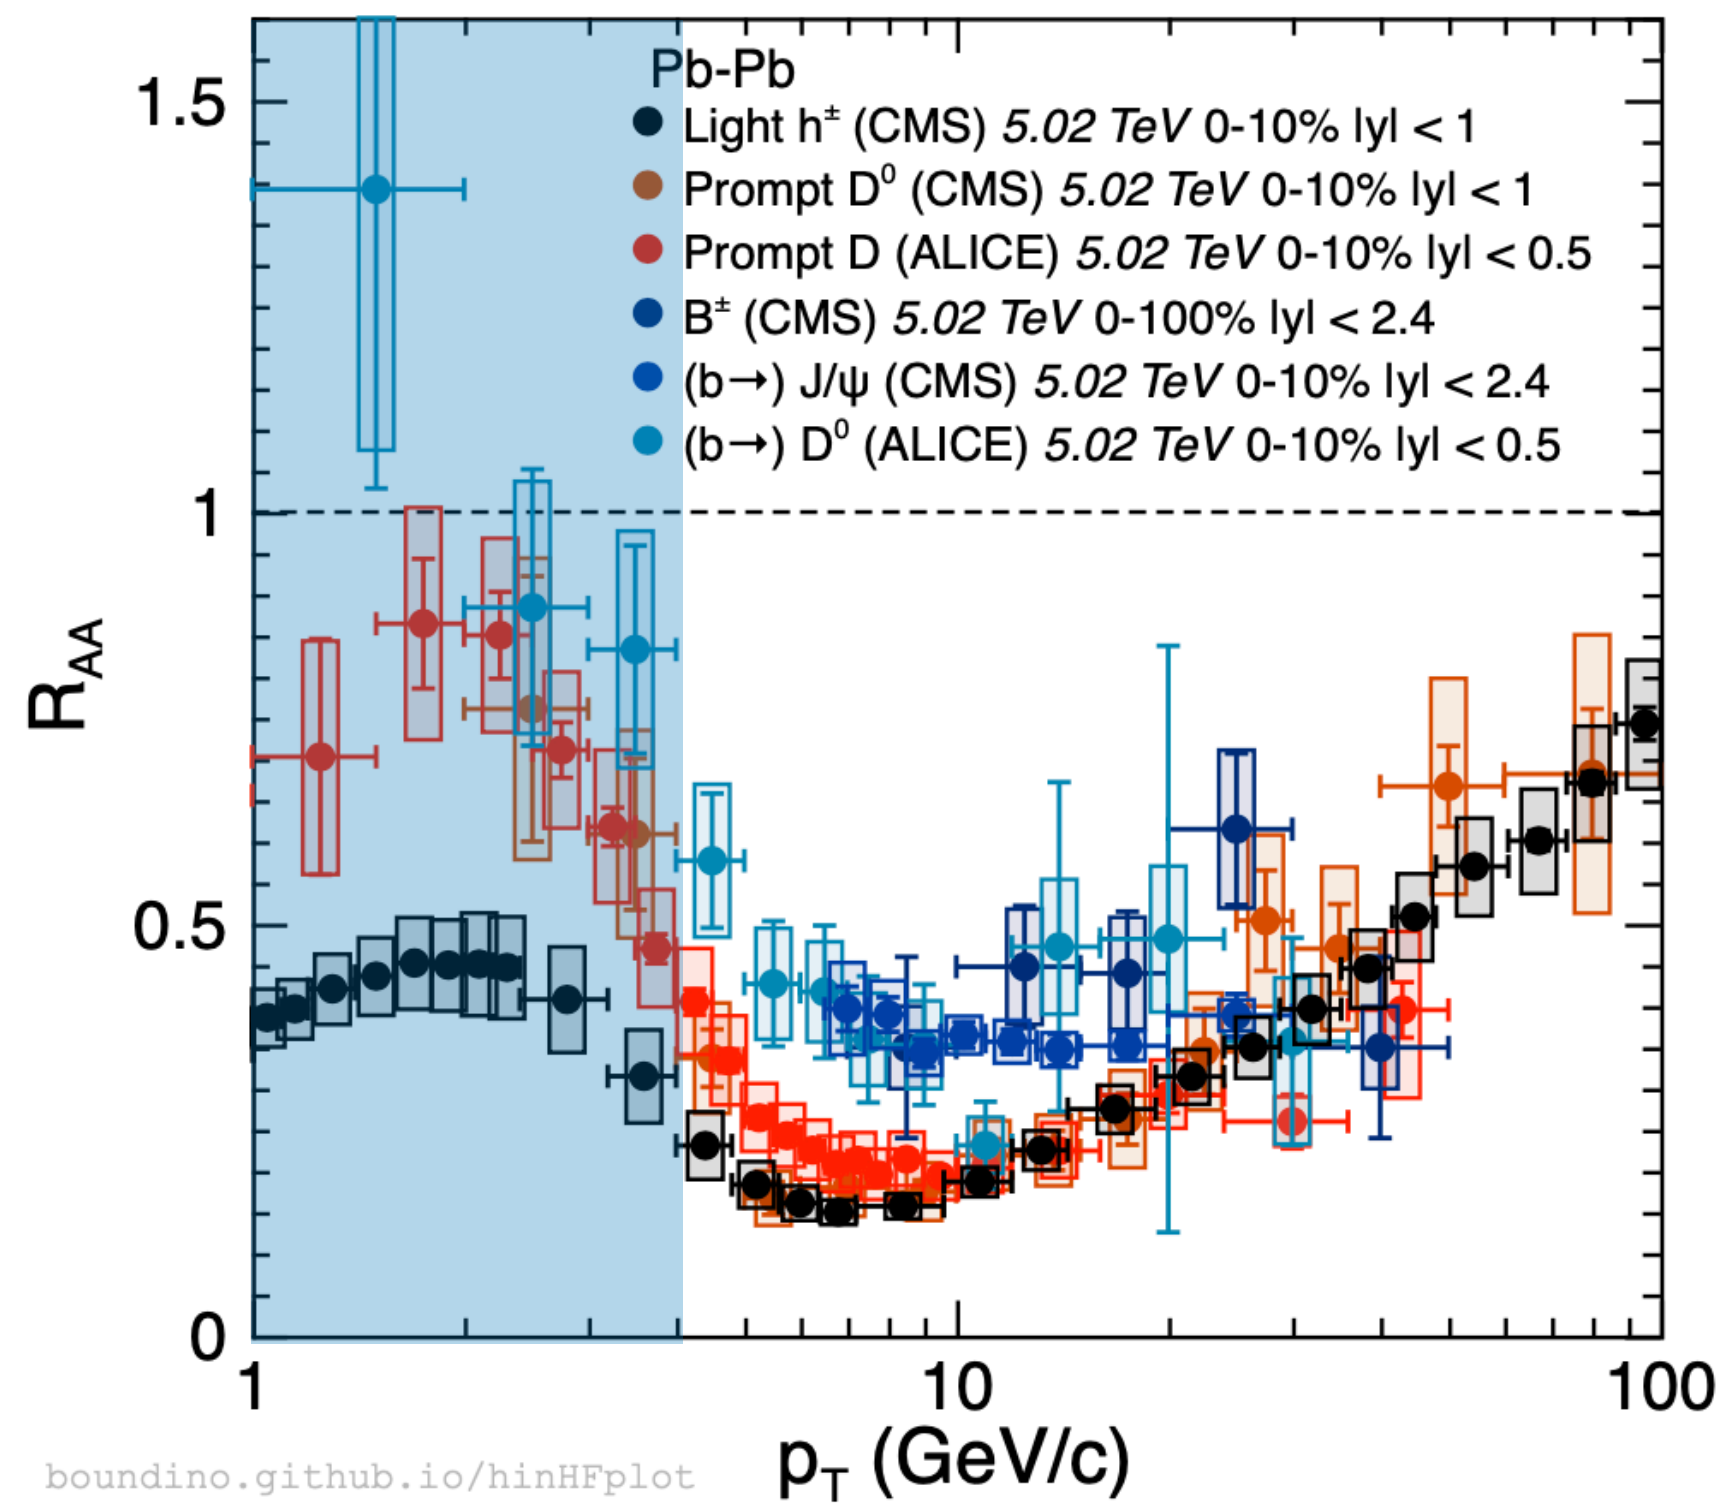 Pb-Pb
Light h± (CMS) 5.02 TeV 0-10% |y| < 1
Prompt D⁰ (CMS) 5.02 TeV 0-10% |y| < 1
Prompt D (ALICE) 5.02 TeV 0-10% |y| < 0.5
B± (CMS) 5.02 TeV 0-100% |y| < 2.4
(b→) J/ψ (CMS) 5.02 TeV 0-10% |y| < 2.4
(b→) D⁰ (ALICE) 5.02 TeV 0-10% |y| < 0.5
1.5
1
0.5
0
R_AA
1
10
100
p_T (GeV/c)
boundino.github.io/hinHFplot